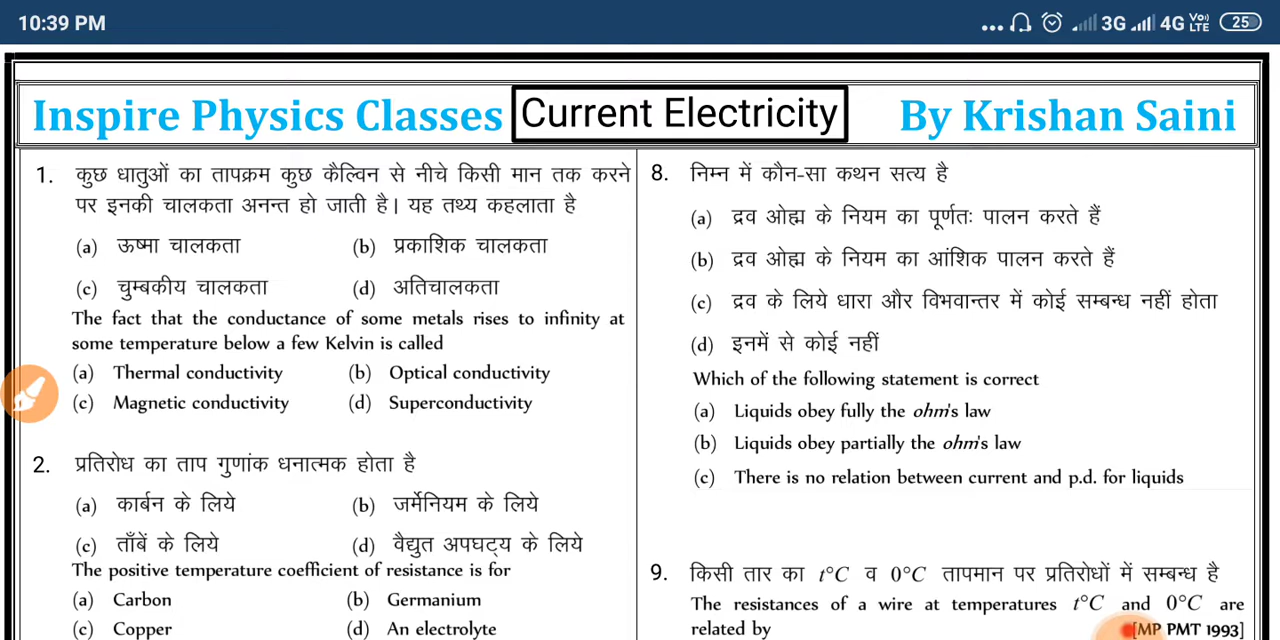 10:39 PM
3G 4G VoLTE 25
Inspire Physics Classes Current Electricity By Krishan Saini
1. कुछ धातुओं का तापक्रम कुछ कैल्विन से नीचे किसी मान तक करने
पर इनकी चालकता अनन्त हो जाती है। यह तथ्य कहलाता है
(a) ऊष्मा चालकता (b) प्रकाशिक चालकता
(c) चुम्बकीय चालकता (d) अतिचालकता
The fact that the conductance of some metals rises to infinity at
some temperature below a few Kelvin is called
(a) Thermal conductivity (b) Optical conductivity
(c) Magnetic conductivity (d) Superconductivity
2. प्रतिरोध का ताप गुणांक धनात्मक होता है
(a) कार्बन के लिये (b) जर्मेनियम के लिये
(c) ताँबें के लिये (d) वैद्युत अपघट्य के लिये
The positive temperature coefficient of resistance is for
(a) Carbon (b) Germanium
(c) Copper (d) An electrolyte
8. निम्न में कौन-सा कथन सत्य है
(a) द्रव ओह्म के नियम का पूर्णतः पालन करते हैं
(b) द्रव ओह्म के नियम का आंशिक पालन करते हैं
(c) द्रव के लिये धारा और विभवान्तर में कोई सम्बन्ध नहीं होता
(d) इनमें से कोई नहीं
Which of the following statement is correct
(a) Liquids obey fully the ohm's law
(b) Liquids obey partially the ohm's law
(c) There is no relation between current and p.d. for liquids
9. किसी तार का t°C व 0°C तापमान पर प्रतिरोधों में सम्बन्ध है
The resistances of a wire at temperatures t°C and 0°C are
related by [MP PMT 1993]